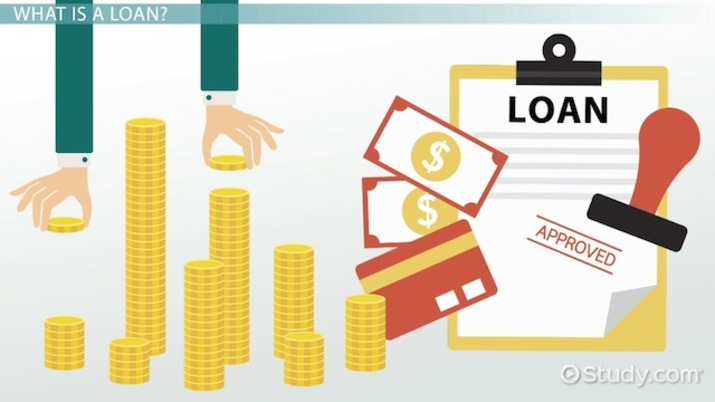 WHAT IS A LOAN?
LOAN
$
$
APPROVED
Study.com